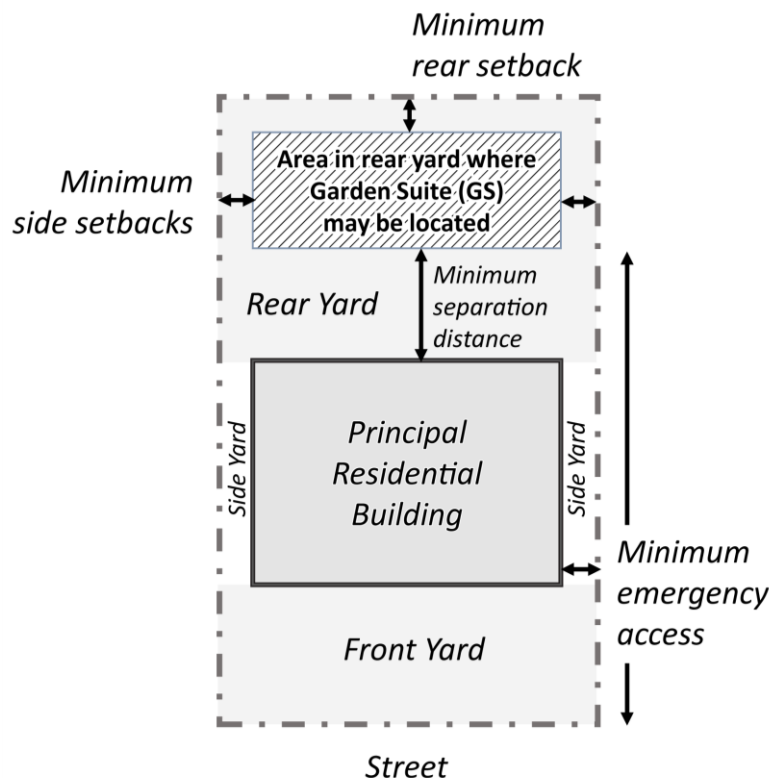 Minimum
rear setback
Area in rear yard where
Garden Suite (GS)
may be located
Minimum
side setbacks
Rear Yard
Minimum
separation
distance
Side Yard
Principal
Residential
Building
Side Yard
Minimum
emergency
access
Front Yard
Street